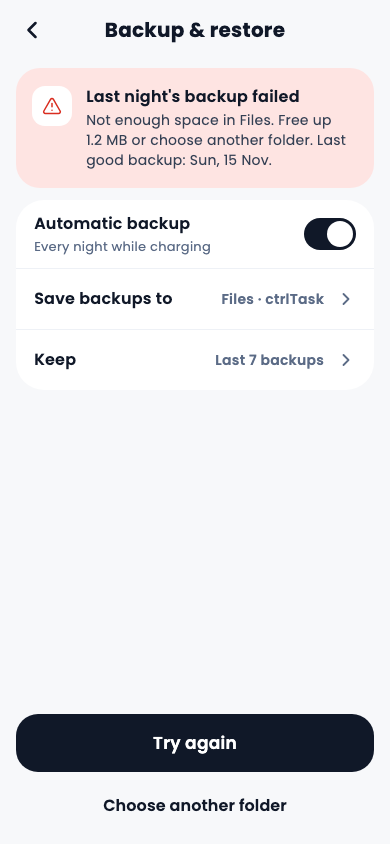 Backup & restore
Last night's backup failed
Not enough space in Files. Free up
1.2 MB or choose another folder. Last
good backup: Sun, 15 Nov.
Automatic backup
Every night while charging
Save backups to Files · ctrlTask
Keep Last 7 backups
Try again
Choose another folder